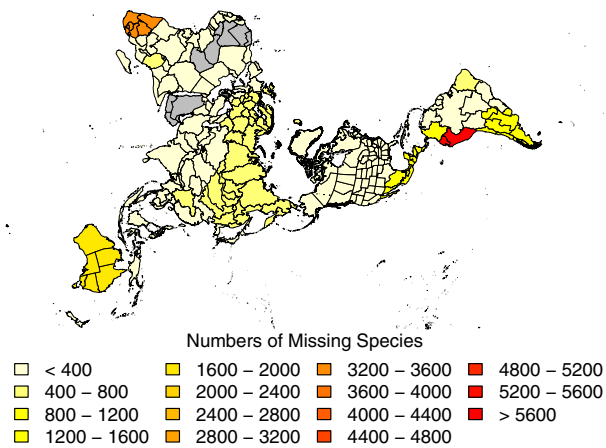 Numbers of Missing Species
< 400
400 – 800
800 – 1200
1200 – 1600
1600 – 2000
2000 – 2400
2400 – 2800
2800 – 3200
3200 – 3600
3600 – 4000
4000 – 4400
4400 – 4800
4800 – 5200
5200 – 5600
> 5600